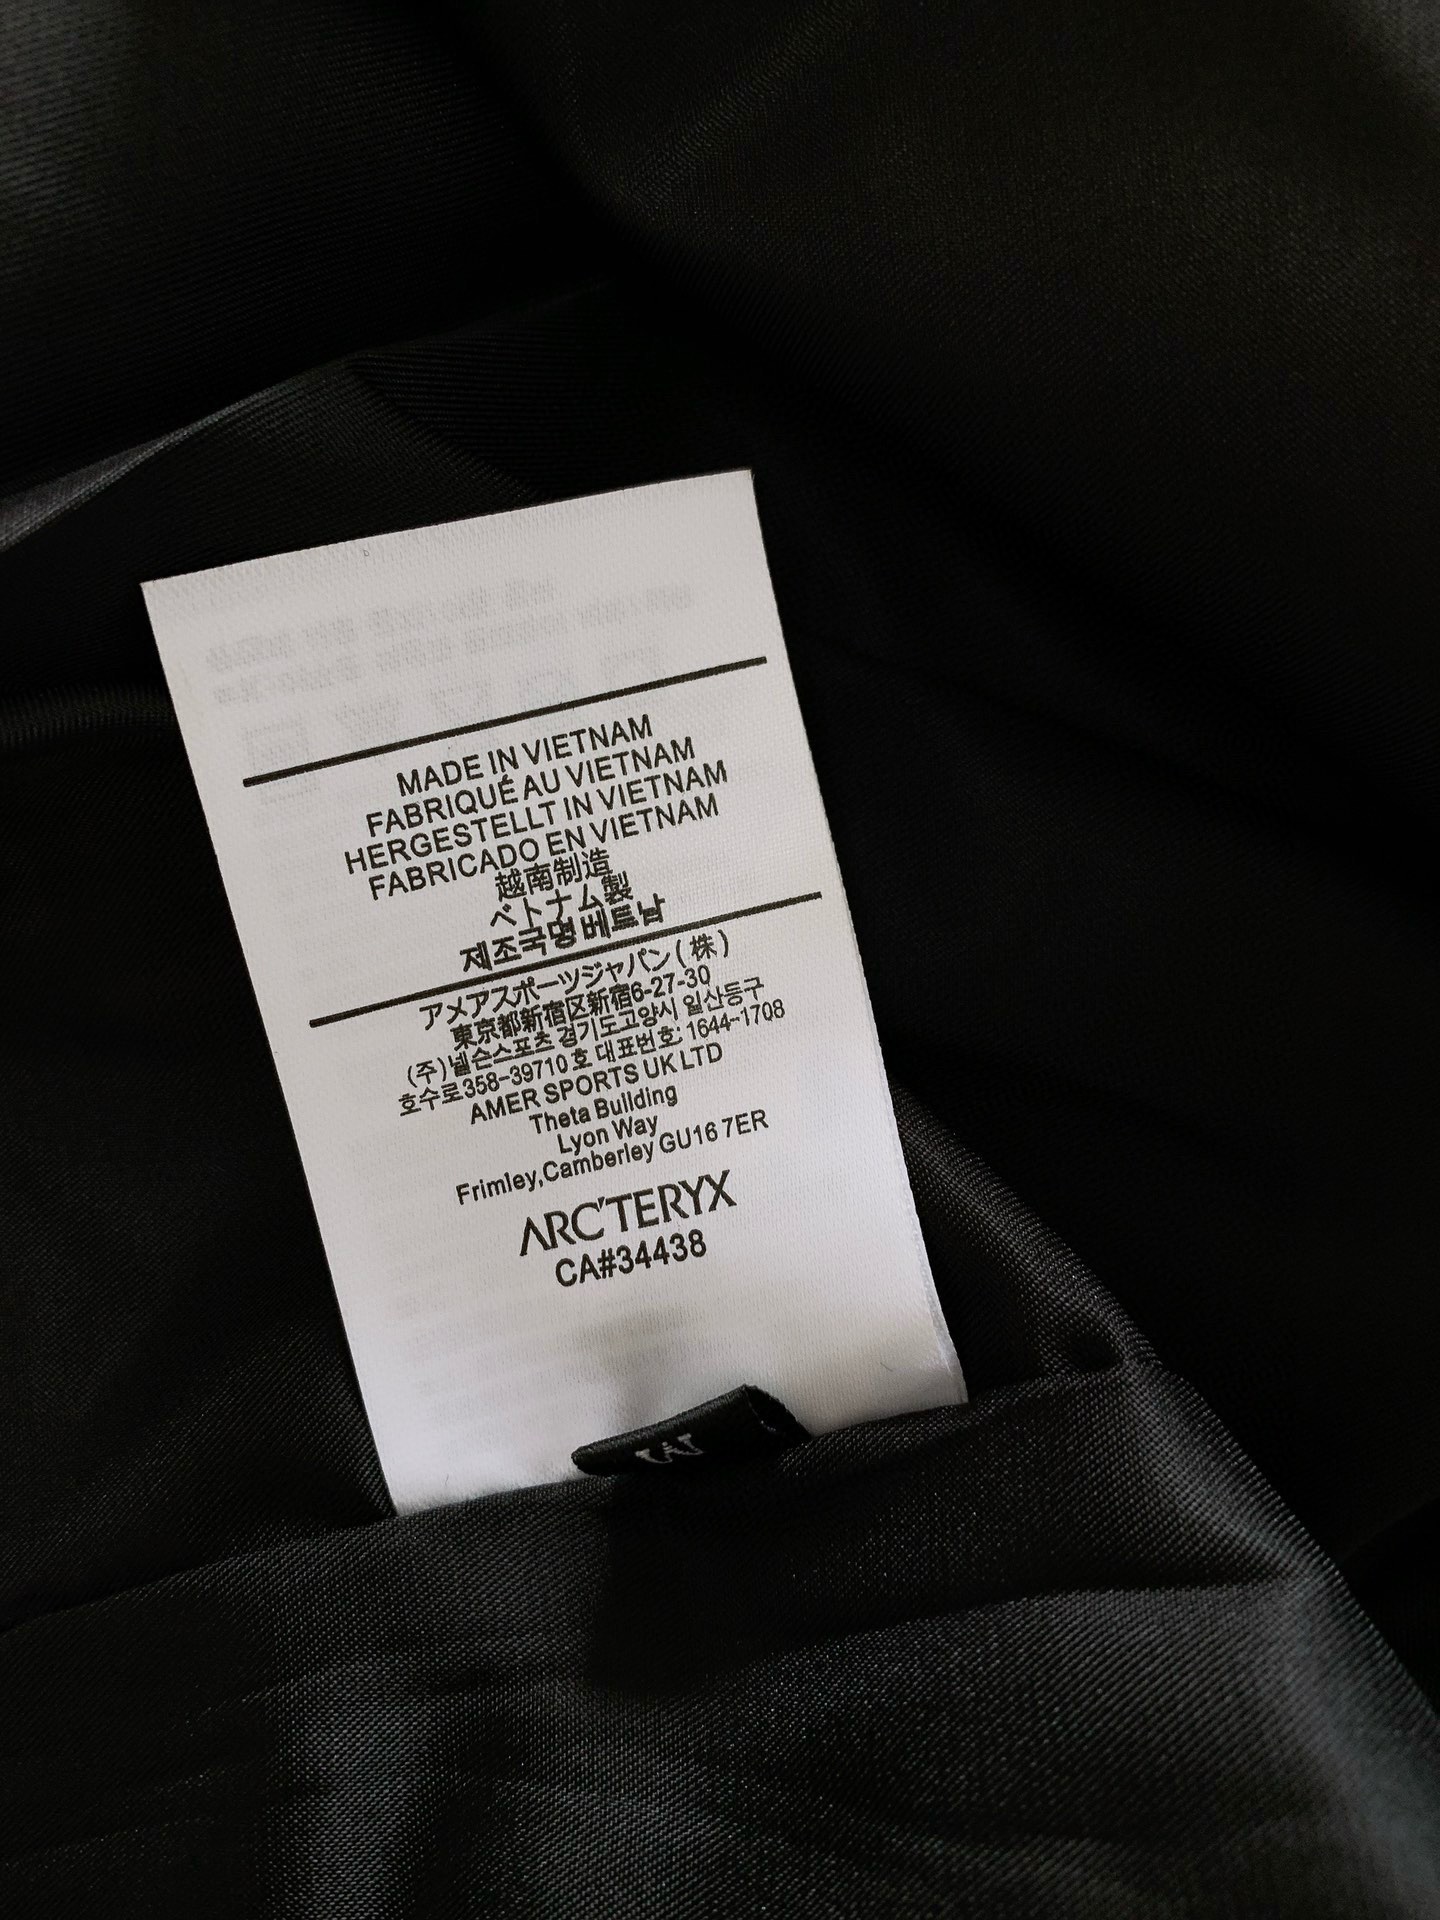 MADE IN VIETNAM
FABRIQUÉ AU VIETNAM
HERGESTELLT IN VIETNAM
FABRICADO EN VIETNAM
越南制造
ベトナム製
제조국명 베트남
アメアスポーツジャパン(株)
東京都新宿区新宿6-27-30
(주)넬슨스포츠 경기도고양시 일산동구
호수로358-39710호 대표번호: 1644-1708
AMER SPORTS UK LTD
Theta Building
Lyon Way
Frimley,Camberley GU16 7ER
ARC'TERYX
CA#34438
M